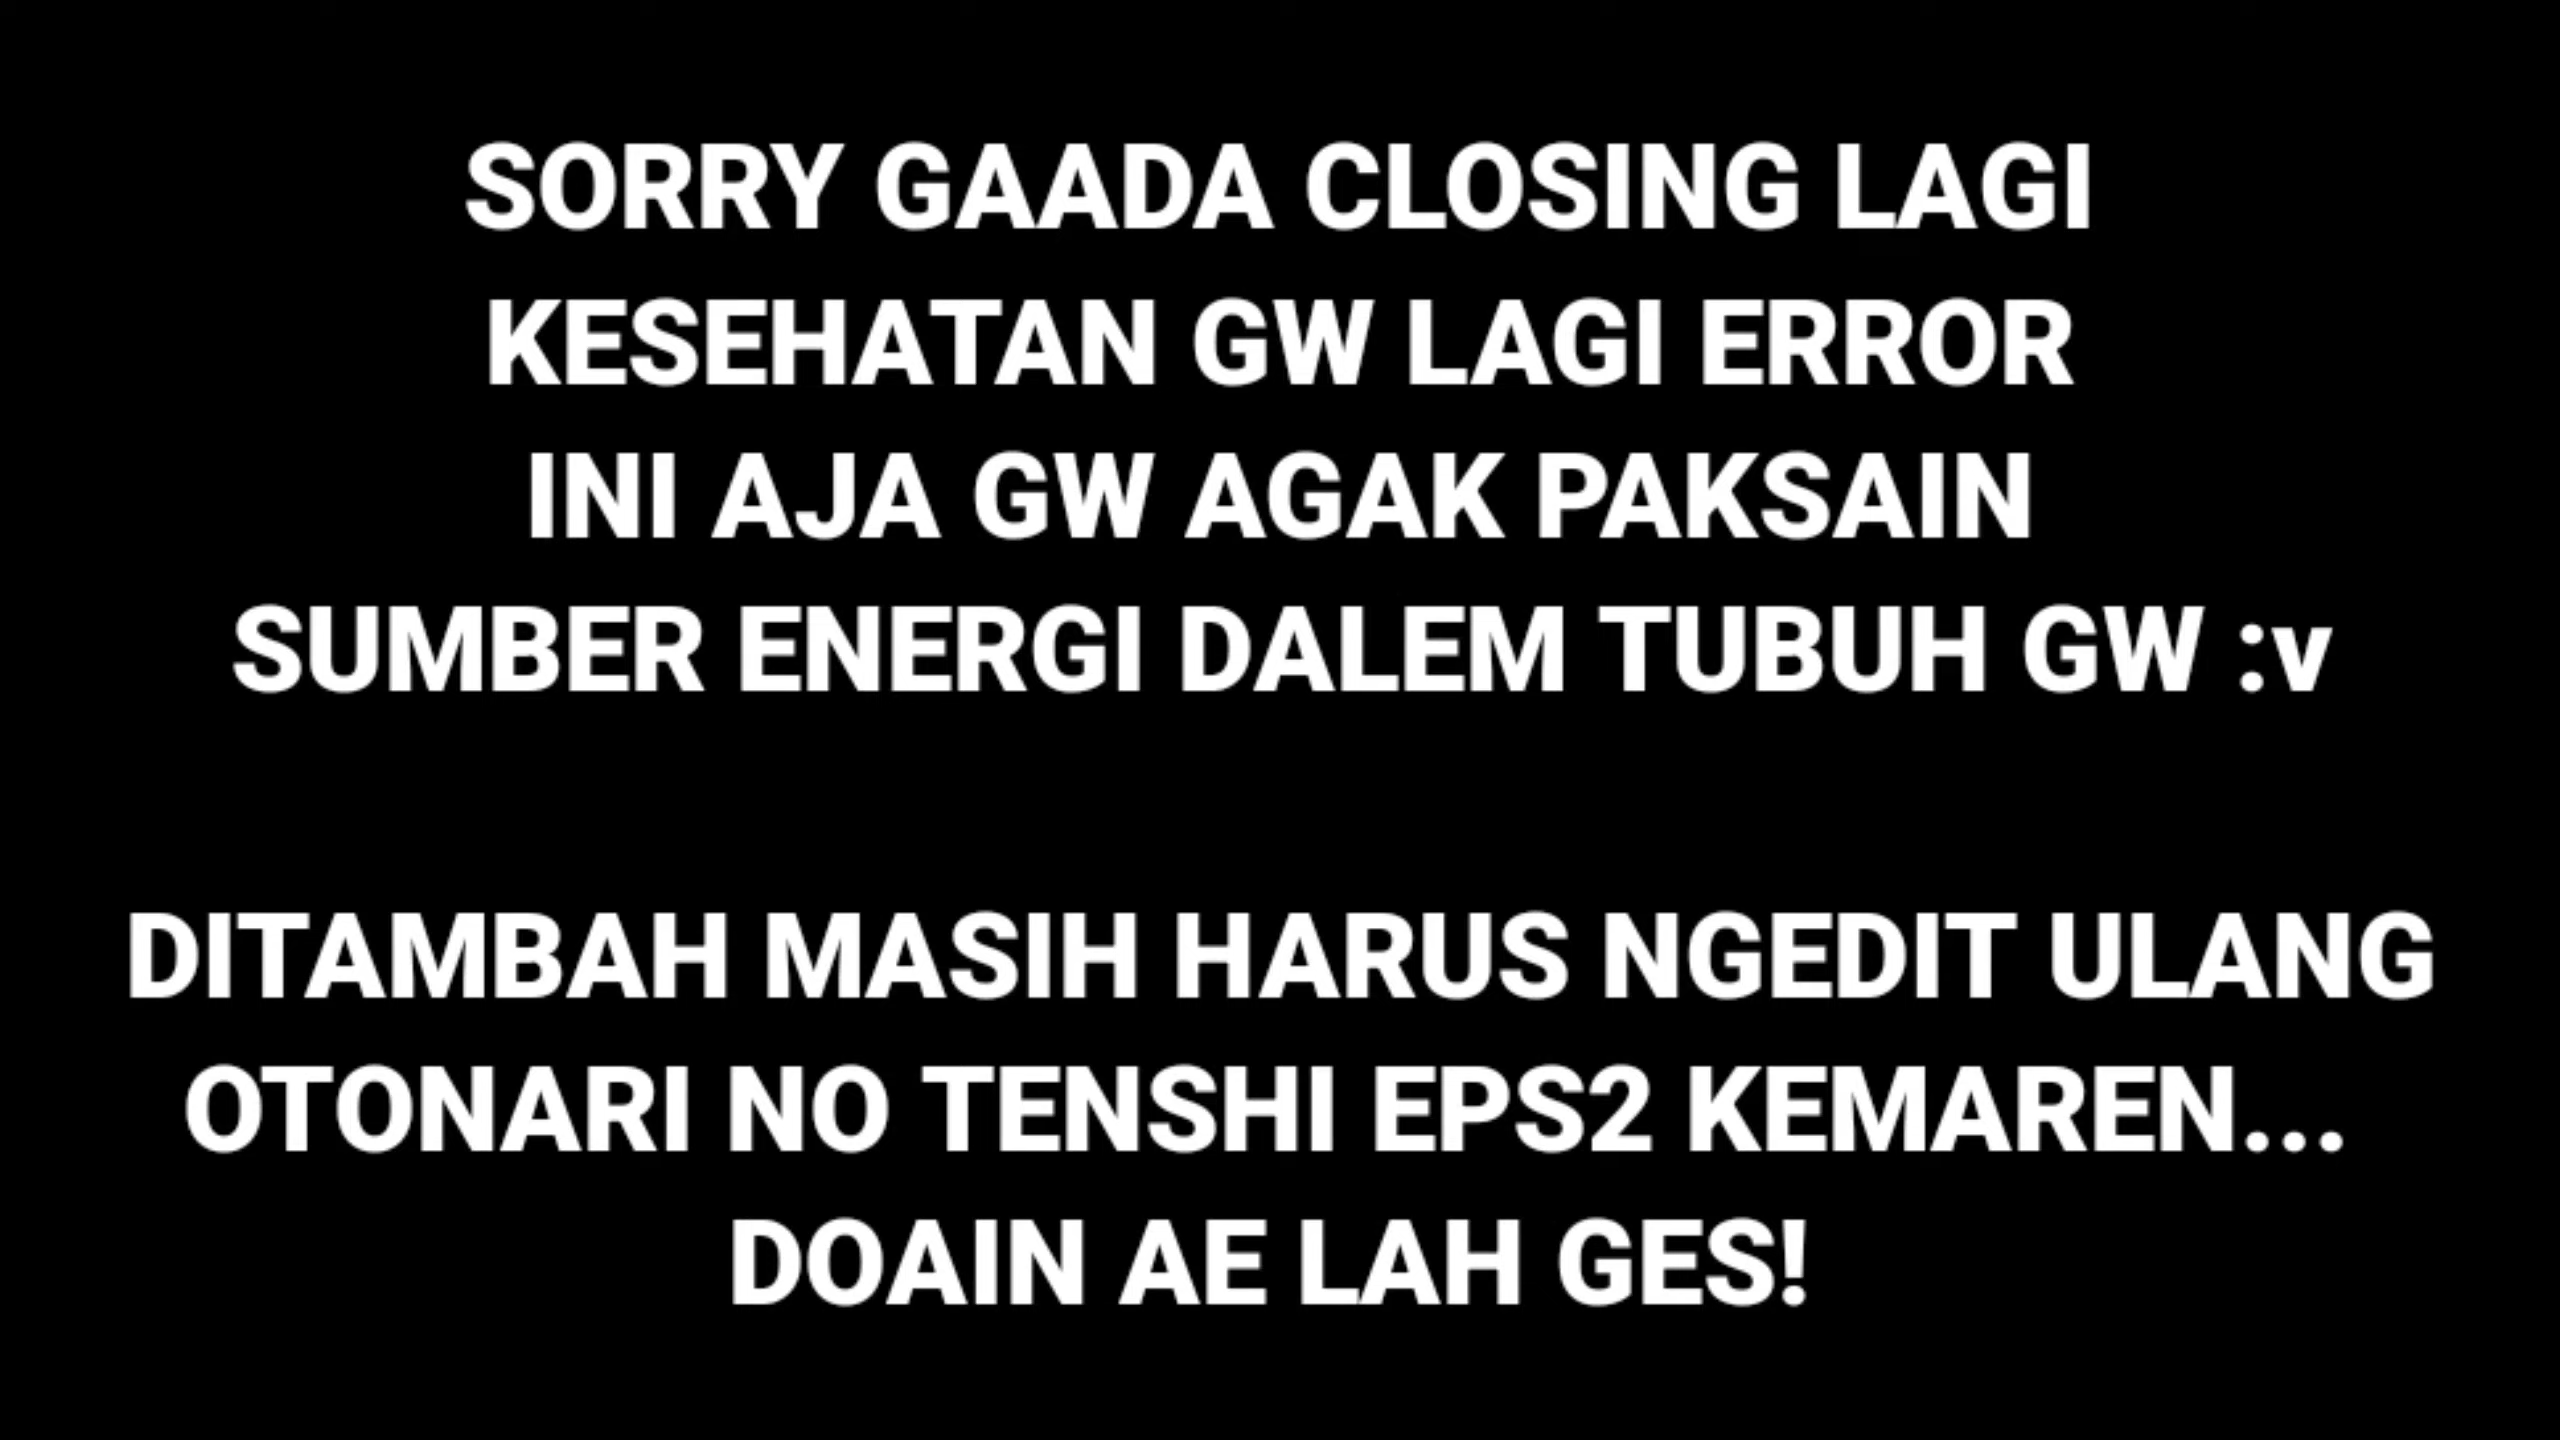 SORRY GAADA CLOSING LAGI
KESEHATAN GW LAGI ERROR
INI AJA GW AGAK PAKSAIN
SUMBER ENERGI DALEM TUBUH GW :v
DITAMBAH MASIH HARUS NGEDIT ULANG
OTONARI NO TENSHI EPS2 KEMAREN...
DOAIN AE LAH GES!